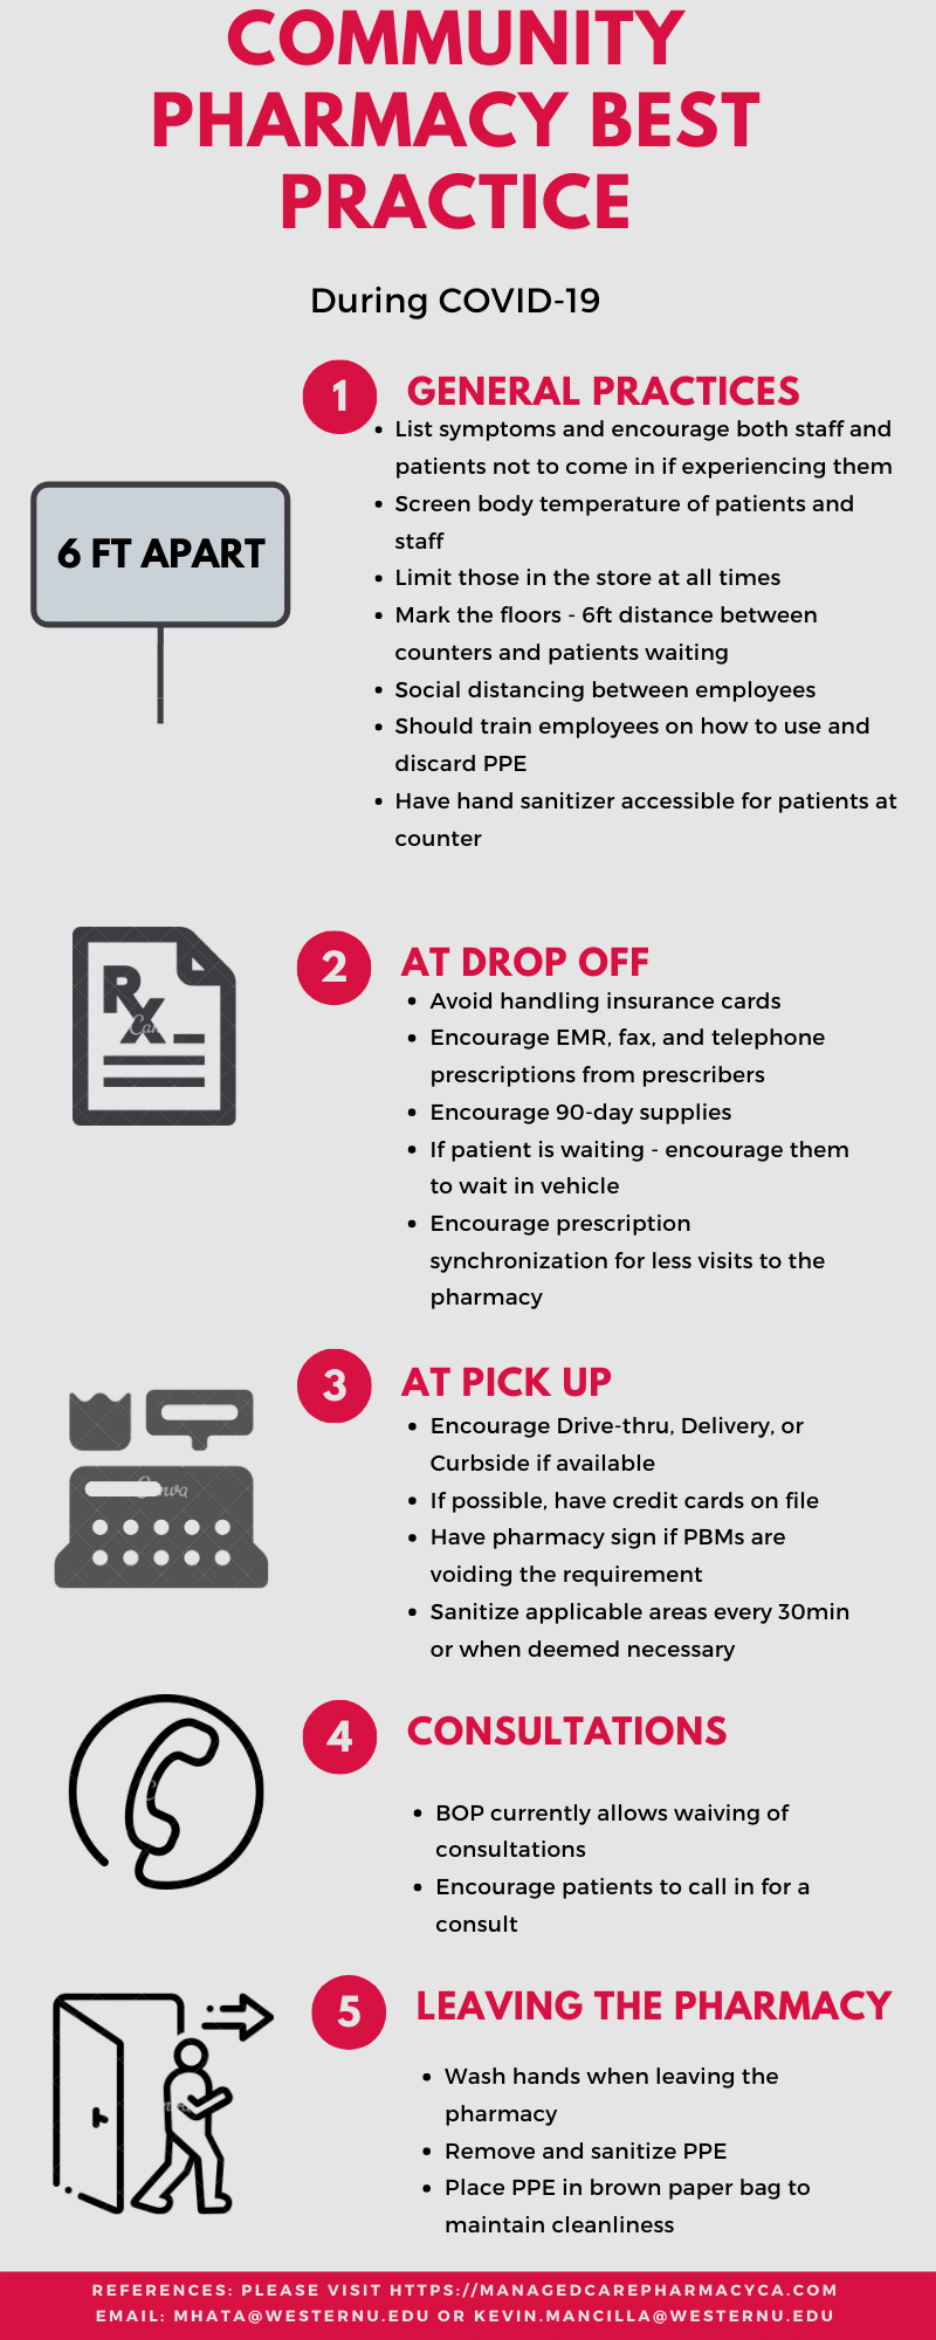 COMMUNITY
PHARMACY BEST
PRACTICE
During COVID-19
1 GENERAL PRACTICES
• List symptoms and encourage both staff and
patients not to come in if experiencing them
• Screen body temperature of patients and
staff
• Limit those in the store at all times
• Mark the floors - 6ft distance between
counters and patients waiting
• Social distancing between employees
• Should train employees on how to use and
discard PPE
• Have hand sanitizer accessible for patients at
counter
6 FT APART
2 AT DROP OFF
• Avoid handling insurance cards
• Encourage EMR, fax, and telephone
prescriptions from prescribers
• Encourage 90-day supplies
• If patient is waiting - encourage them
to wait in vehicle
• Encourage prescription
synchronization for less visits to the
pharmacy
Rx
3 AT PICK UP
• Encourage Drive-thru, Delivery, or
Curbside if available
• If possible, have credit cards on file
• Have pharmacy sign if PBMs are
voiding the requirement
• Sanitize applicable areas every 30min
or when deemed necessary
4 CONSULTATIONS
• BOP currently allows waiving of
consultations
• Encourage patients to call in for a
consult
5 LEAVING THE PHARMACY
• Wash hands when leaving the
pharmacy
• Remove and sanitize PPE
• Place PPE in brown paper bag to
maintain cleanliness
REFERENCES: PLEASE VISIT HTTPS://MANAGEDCAREPHARMACYCA.COM
EMAIL: MHATA@WESTERNU.EDU OR KEVIN.MANCILLA@WESTERNU.EDU